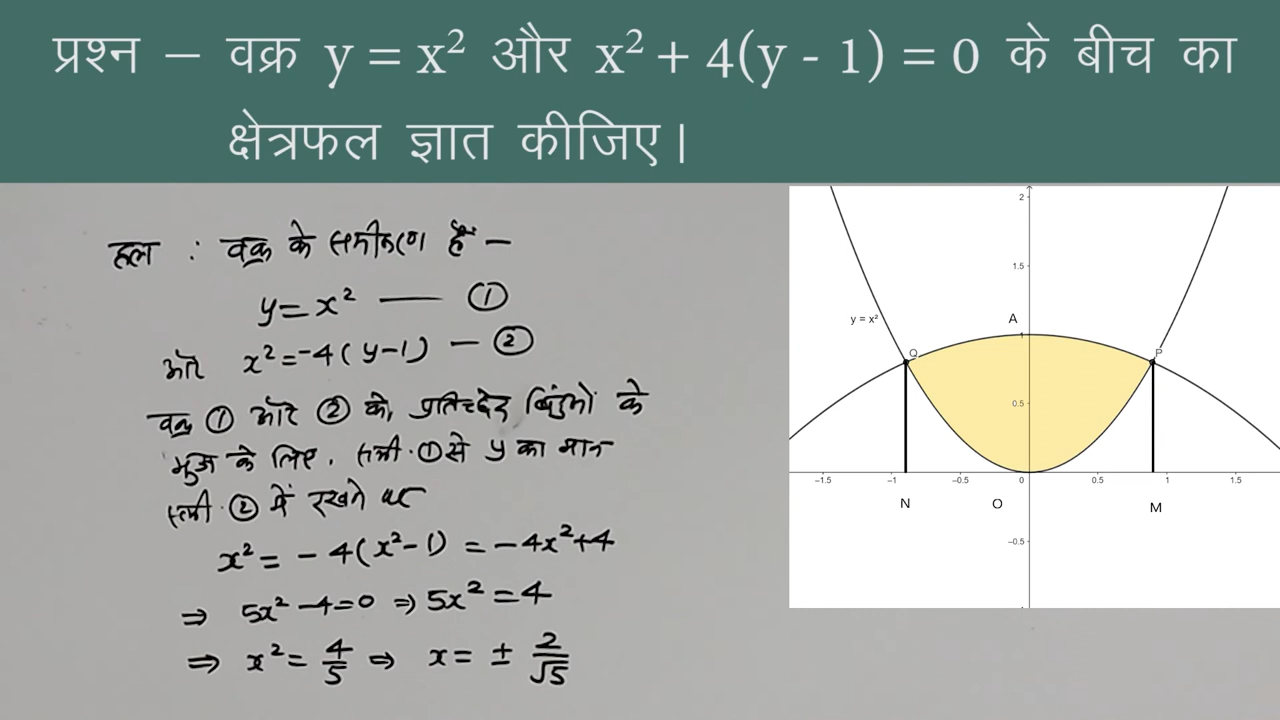 प्रश्न – वक्र y = x² और x² + 4(y - 1) = 0 के बीच का
क्षेत्रफल ज्ञात कीजिए।
हल : वक्र के समीकरण हैं –
y = x² —— ①
और x² = -4(y-1) — ②
वक्र ① और ② के, प्रतिच्छेद बिंदुओं के
भुज के लिए, समी. ① से y का मान
समी. ② में रखने पर
x² = - 4(x²-1) = -4x²+4
⇒ 5x²-4=0 ⇒ 5x² = 4
⇒ x² = 4/5 ⇒ x = ± 2/√5
2
1.5
y = x²
A
1
Q
P
0.5
-1.5
-1
-0.5
0
0.5
1
1.5
N
O
M
-0.5